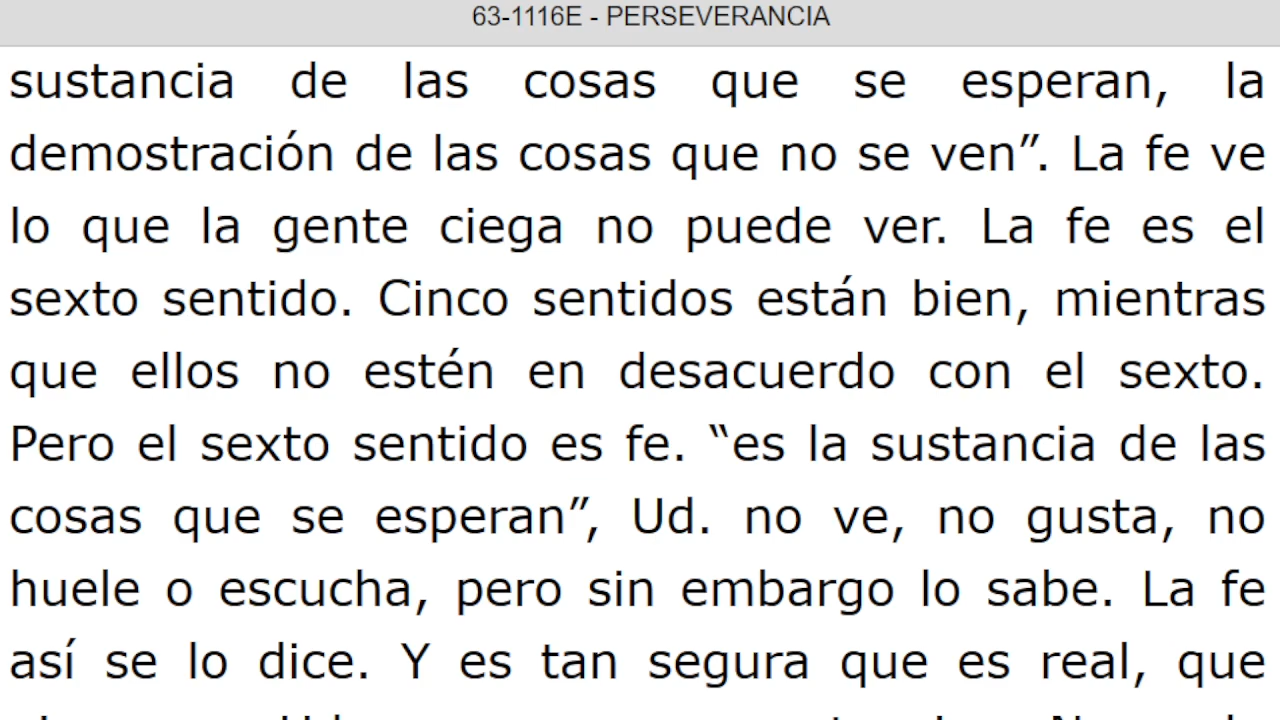 63-1116E - PERSEVERANCIA
sustancia de las cosas que se esperan, la
demostración de las cosas que no se ven”. La fe ve
lo que la gente ciega no puede ver. La fe es el
sexto sentido. Cinco sentidos están bien, mientras
que ellos no estén en desacuerdo con el sexto.
Pero el sexto sentido es fe. “es la sustancia de las
cosas que se esperan”, Ud. no ve, no gusta, no
huele o escucha, pero sin embargo lo sabe. La fe
así se lo dice. Y es tan segura que es real, que